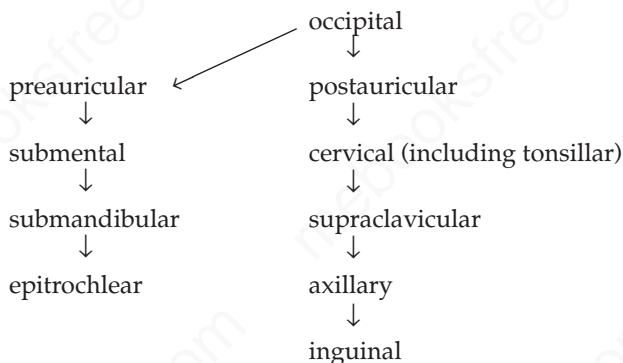 occipital
preauricular postauricular
submental cervical (including tonsillar)
submandibular supraclavicular
epitrochlear axillary
inguinal